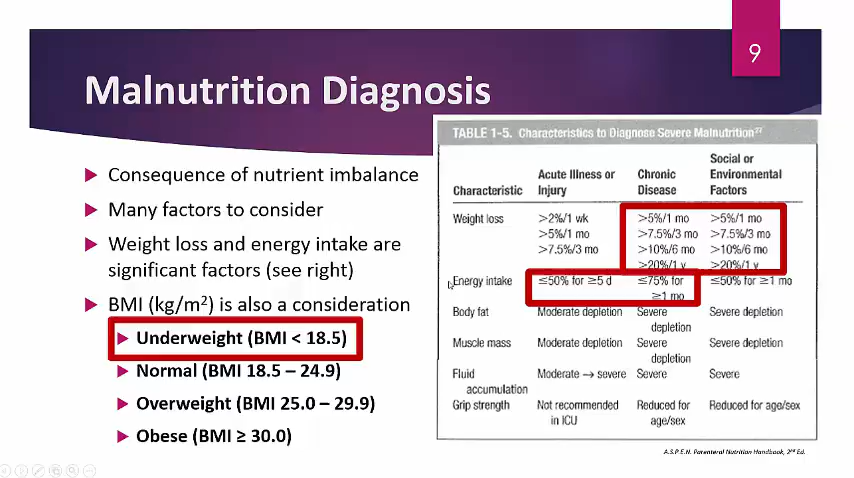 9
Malnutrition Diagnosis
Consequence of nutrient imbalance
Many factors to consider
Weight loss and energy intake are
significant factors (see right)
BMI (kg/m²) is also a consideration
Underweight (BMI < 18.5)
Normal (BMI 18.5 – 24.9)
Overweight (BMI 25.0 – 29.9)
Obese (BMI ≥ 30.0)
TABLE 1-5. Characteristics to Diagnose Severe Malnutrition²⁷
Social or
Acute Illness or Chronic Environmental
Characteristic Injury Disease Factors
Weight loss >2%/1 wk >5%/1 mo >5%/1 mo
>5%/1 mo >7.5%/3 mo >7.5%/3 mo
>7.5%/3 mo >10%/6 mo >10%/6 mo
>20%/1 y >20%/1 y
Energy intake ≤50% for ≥5 d ≤75% for ≤50% for ≥1 mo
≥1 mo
Body fat Moderate depletion Severe Severe depletion
depletion
Muscle mass Moderate depletion Severe Severe depletion
depletion
Fluid Moderate → severe Severe Severe
accumulation
Grip strength Not recommended Reduced for Reduced for age/sex
in ICU age/sex
A.S.P.E.N. Parenteral Nutrition Handbook, 2nd Ed.